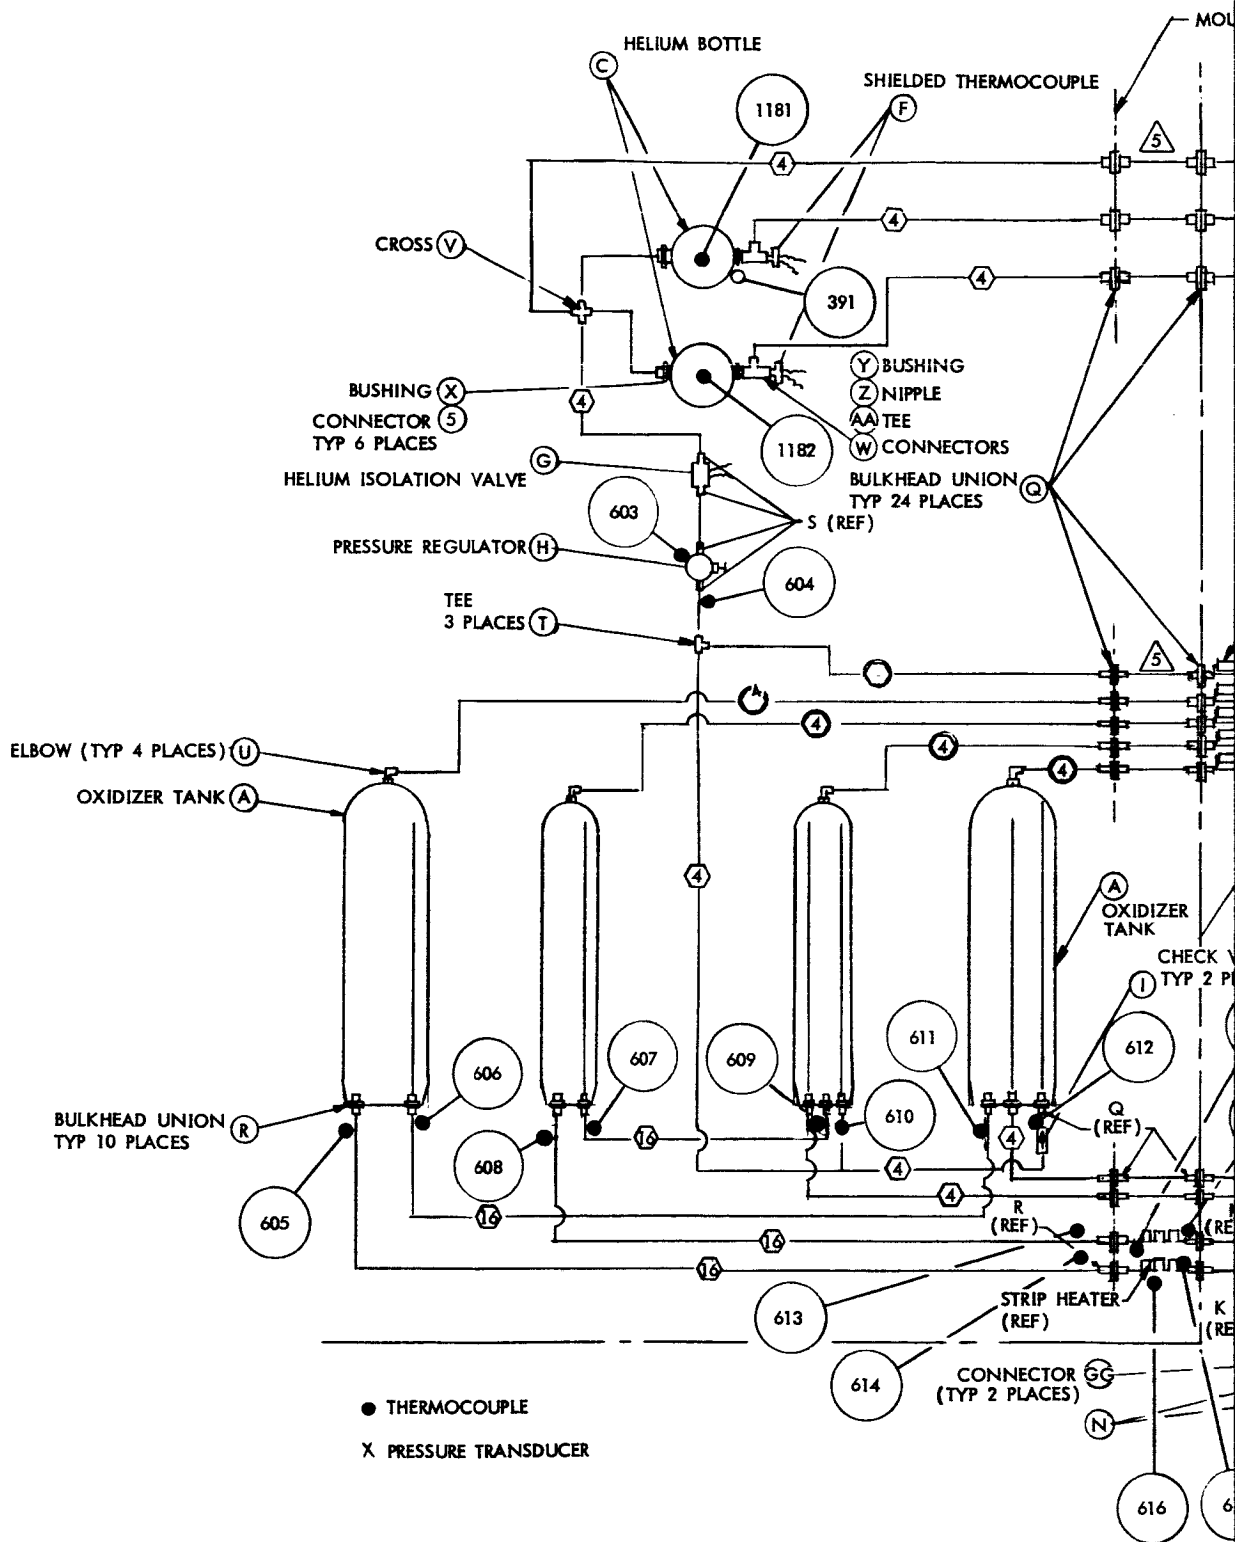 MOU
HELIUM BOTTLE
C
1181
SHIELDED THERMOCOUPLE
F
5
4
4
CROSS V
4
391
BUSHING X
CONNECTOR 5
TYP 6 PLACES
4
Y BUSHING
Z NIPPLE
AA TEE
W CONNECTORS
1182
HELIUM ISOLATION VALVE G
BULKHEAD UNION
TYP 24 PLACES Q
603
S (REF)
PRESSURE REGULATOR H
604
TEE
3 PLACES T
5
4
4
4
ELBOW (TYP 4 PLACES) U
4
OXIDIZER TANK A
4
A
OXIDIZER
TANK
CHECK V
TYP 2 PL
I
606
607
609
611
612
BULKHEAD UNION
TYP 10 PLACES R
608
16
610
4
Q
(REF)
605
16
4
4
R
(REF)
16
16
613
STRIP HEATER
(REF)
K
(RE
614
CONNECTOR GG
(TYP 2 PLACES)
N
THERMOCOUPLE
X PRESSURE TRANSDUCER
616
6